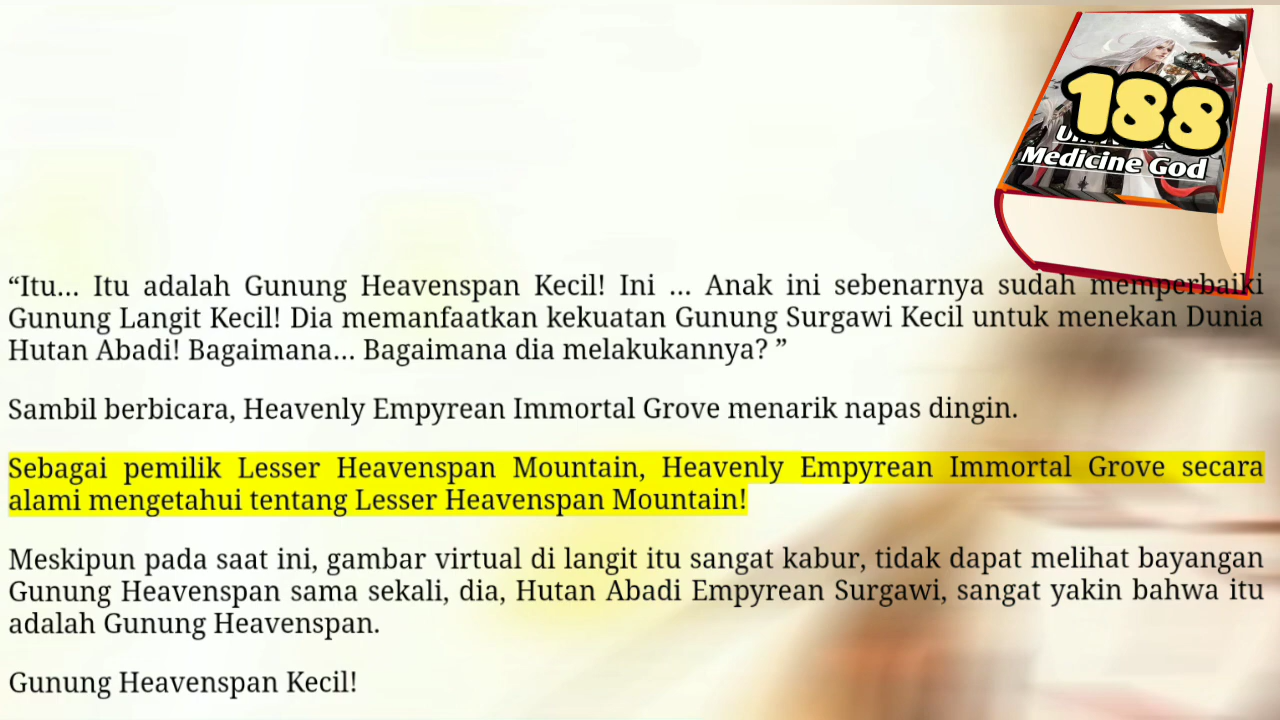 188
Medicine God
“Itu... Itu adalah Gunung Heavenspan Kecil! Ini ... Anak ini sebenarnya sudah memperbaiki
Gunung Langit Kecil! Dia memanfaatkan kekuatan Gunung Surgawi Kecil untuk menekan Dunia
Hutan Abadi! Bagaimana... Bagaimana dia melakukannya? ”
Sambil berbicara, Heavenly Empyrean Immortal Grove menarik napas dingin.
Sebagai pemilik Lesser Heavenspan Mountain, Heavenly Empyrean Immortal Grove secara
alami mengetahui tentang Lesser Heavenspan Mountain!
Meskipun pada saat ini, gambar virtual di langit itu sangat kabur, tidak dapat melihat bayangan
Gunung Heavenspan sama sekali, dia, Hutan Abadi Empyrean Surgawi, sangat yakin bahwa itu
adalah Gunung Heavenspan.
Gunung Heavenspan Kecil!